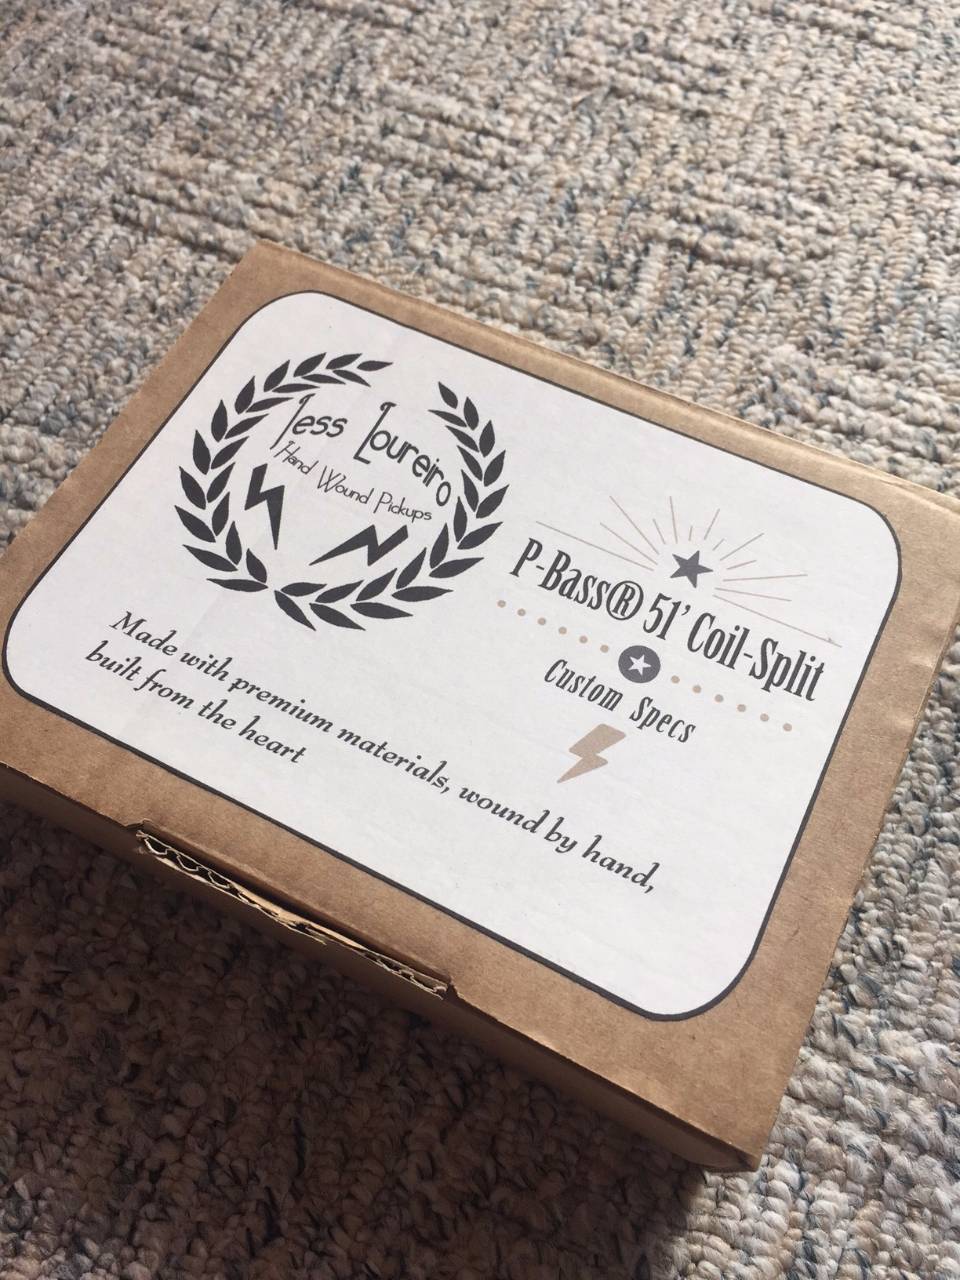 Jess Loureiro
Hand Wound Pickups
P-Bass® 51' Coil-Split
Custom Specs
Made with premium materials, wound by hand,
built from the heart